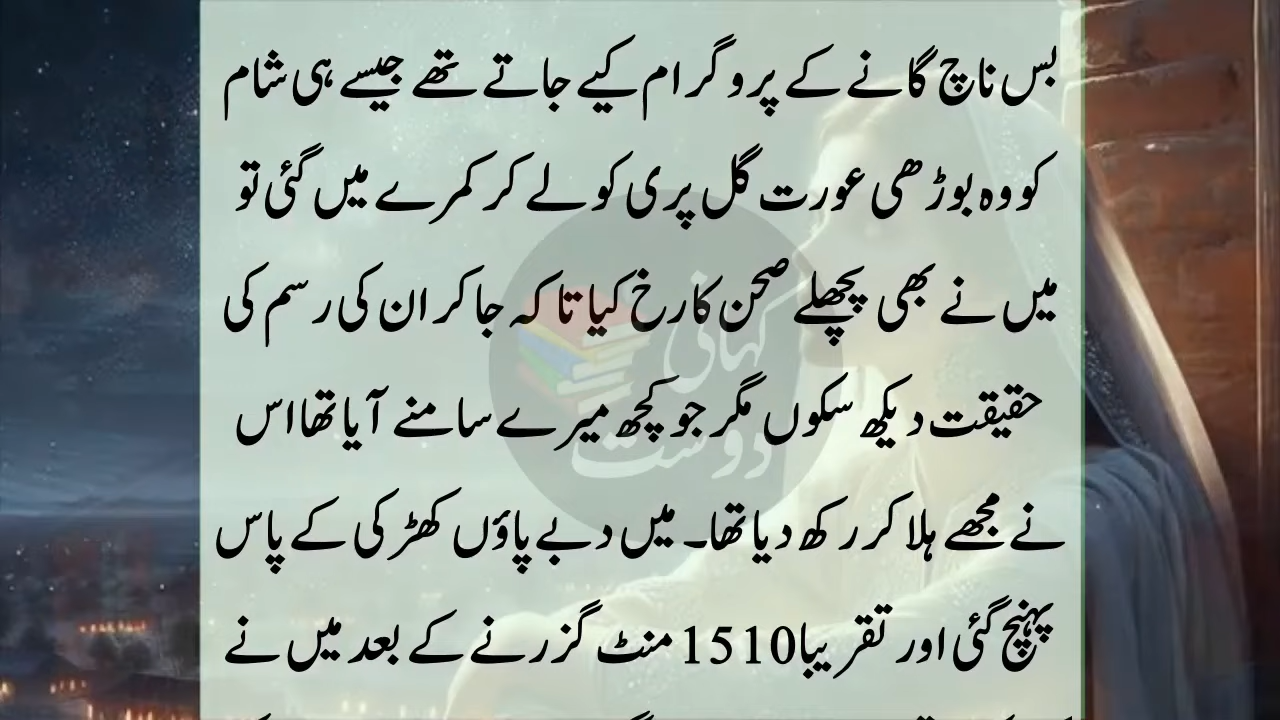 بس ناچ گانے کے پروگرام کیے جاتے تھے جیسے ہی شام
کو وہ بوڑھی عورت گل پری کو لے کر کمرے میں گئی تو
میں نے بھی پچھلے صحن کا رخ کیا تا کہ جا کر ان کی رسم کی
حقیقت دیکھ سکوں مگر جو کچھ میرے سامنے آیا تھا اس
نے مجھے ہلا کر رکھ دیا تھا۔ میں دبے پاؤں کھڑکی کے پاس
پہنچ گئی اور تقریبا 1510 منٹ گزرنے کے بعد میں نے
کہانی
دوست